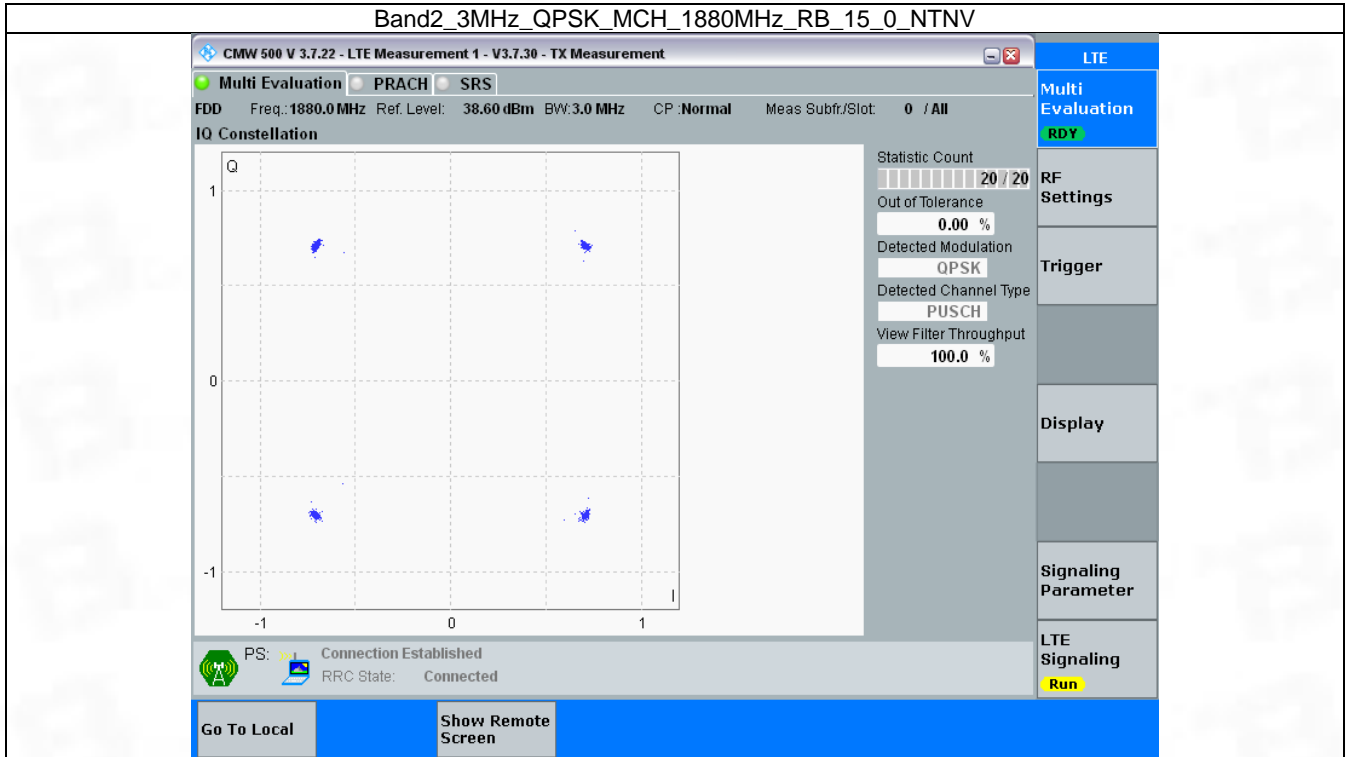 Band2_3MHz_QPSK_MCH_1880MHz_RB_15_0_NTNV
CMW 500 V 3.7.22 - LTE Measurement 1 - V3.7.30 - TX Measurement
Multi Evaluation PRACH SRS
FDD Freq.: 1880.0 MHz Ref. Level: 38.60 dBm BW: 3.0 MHz CP : Normal Meas Subfr./Slot: 0 / All
IQ Constellation
Q
1
0
-1
I
-1 0 1
Statistic Count
20 / 20
Out of Tolerance
0.00 %
Detected Modulation
QPSK
Detected Channel Type
PUSCH
View Filter Throughput
100.0 %
LTE
Multi
Evaluation
RDY
RF
Settings
Trigger
Display
Signaling
Parameter
LTE
Signaling
Run
PS: Connection Established
RRC State: Connected
Go To Local
Show Remote
Screen